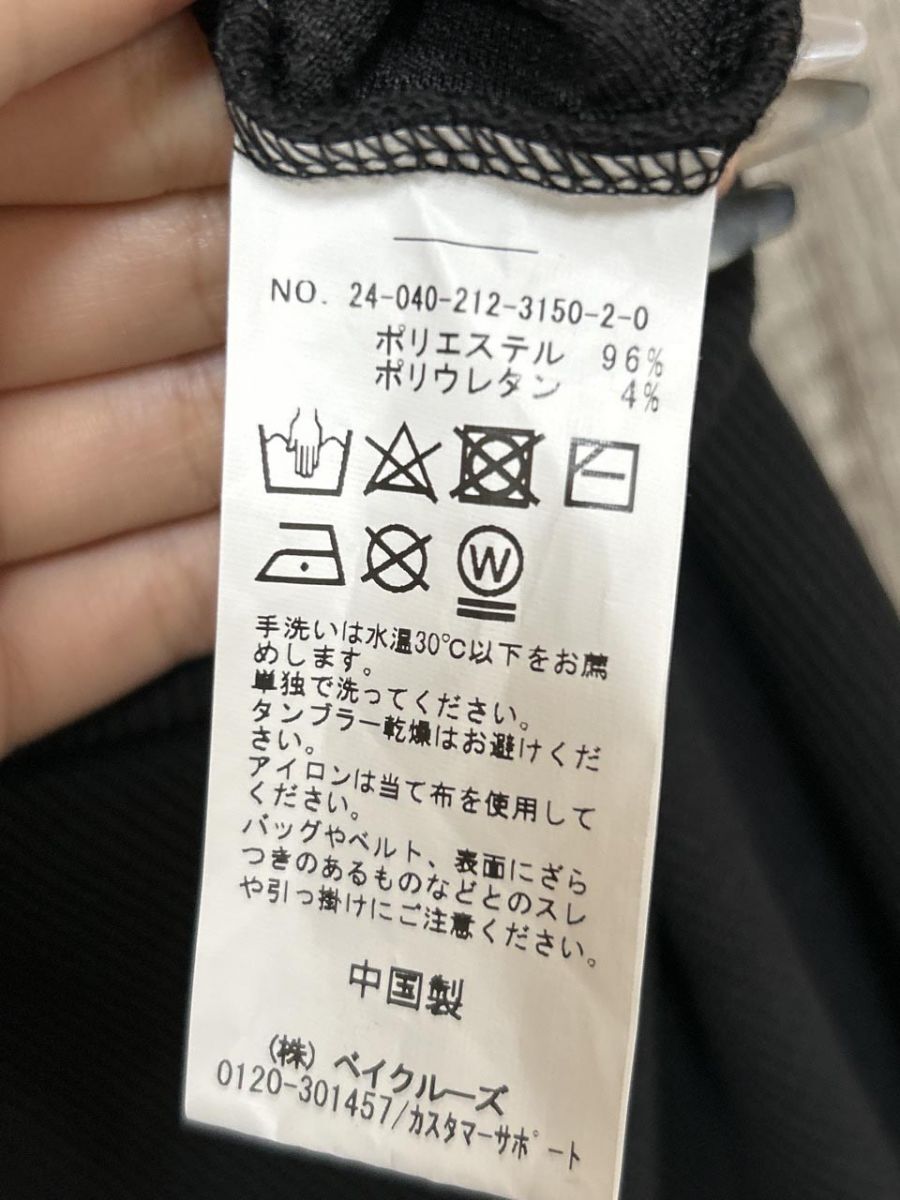 NO. 24-040-212-3150-2-0
ポリエステル 96%
ポリウレタン 4%
W
手洗いは水温30℃以下をお薦
めします。
単独で洗ってください。
タンブラー乾燥はお避けくだ
さい。
アイロンは当て布を使用して
ください。
バッグやベルト、表面にざら
つきのあるものなどとのスレ
や引っ掛けにご注意ください。
中国製
(株) ベイクルーズ
0120-301457/カスタマーサポート